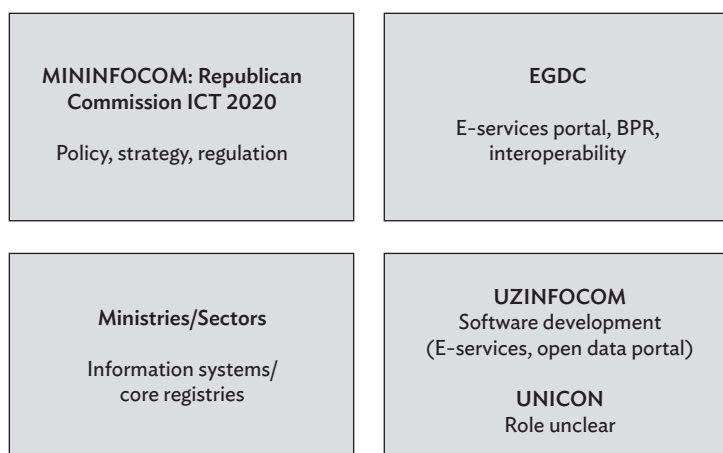 MININFOCOM: Republican
Commission ICT 2020
Policy, strategy, regulation
EGDC
E-services portal, BPR,
interoperability
Ministries/Sectors
Information systems/
core registries
UZINFOCOM
Software development
(E-services, open data portal)
UNICON
Role unclear